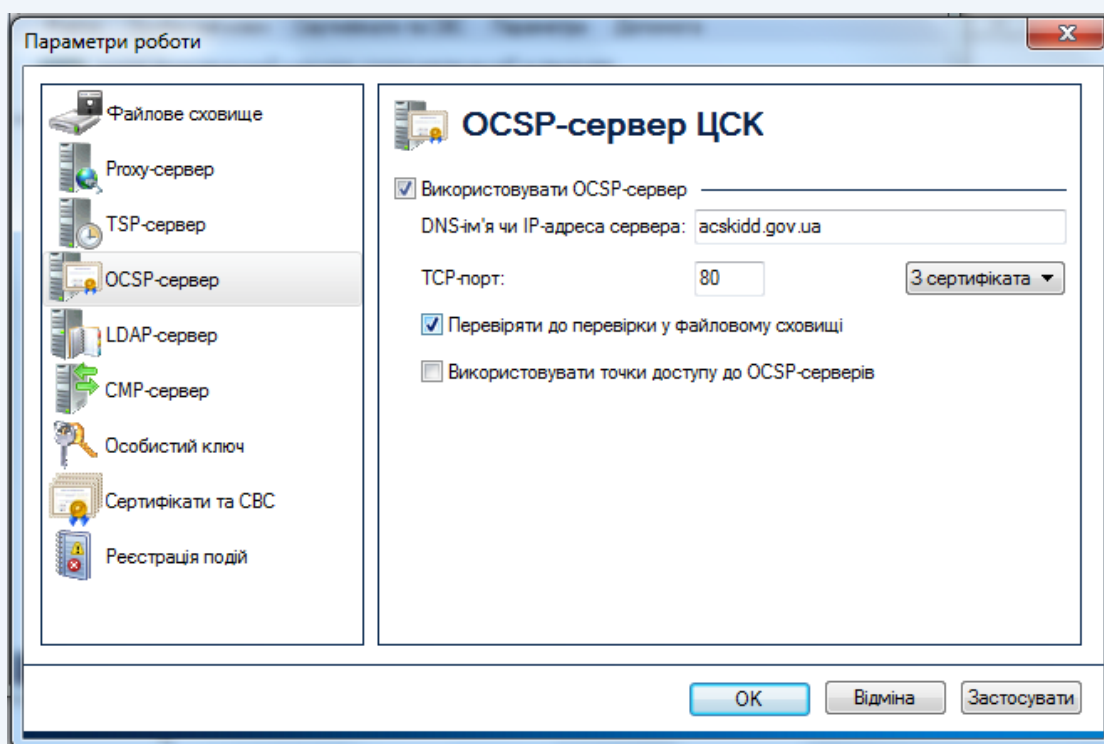 Параметри роботи
Файлове сховище
Proxy-сервер
TSP-сервер
OCSP-сервер
LDAP-сервер
CMP-сервер
Особистий ключ
Сертифікати та СВС
Реєстрація подій
OCSP-сервер ЦСК
Використовувати OCSP-сервер
DNS-ім'я чи IP-адреса сервера: acskidd.gov.ua
TCP-порт: 80 З сертифіката
Перевіряти до перевірки у файловому сховищі
Використовувати точки доступу до OCSP-серверів
OK Відміна Застосувати